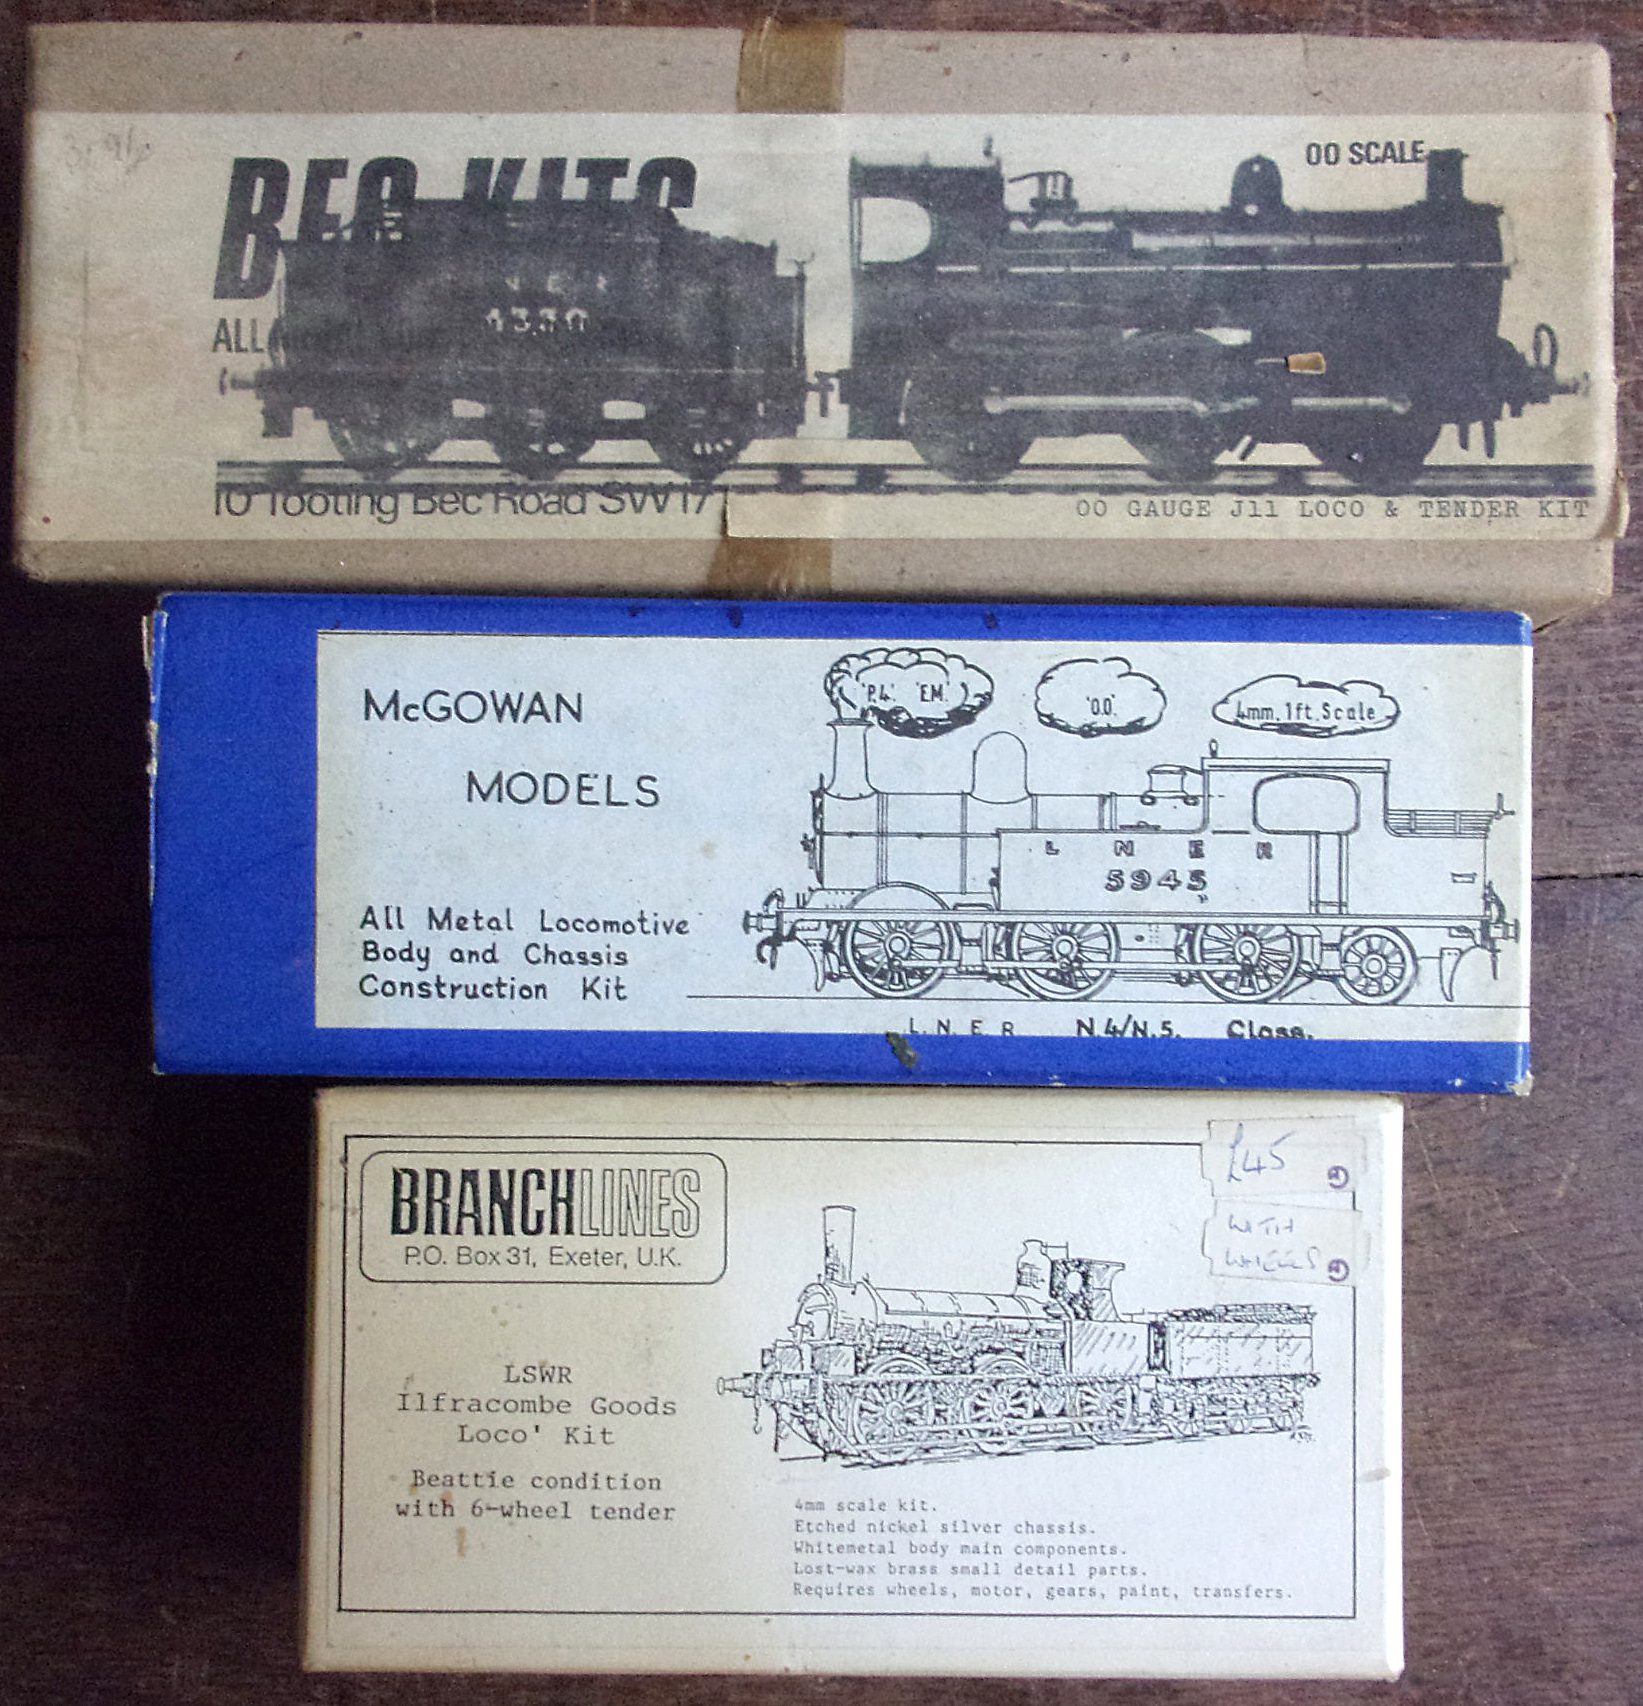 BEC KITS
OO SCALE
L N E R
4330
ALL
10 Tooting Bec Road SW17
OO GAUGE J11 LOCO & TENDER KIT
McGOWAN
MODELS
'P.4.' 'E.M.'
'O.O.'
4mm. 1ft. Scale
L N E R
5945
All Metal Locomotive
Body and Chassis
Construction Kit
L. N. E R N.4/N.5. Class.
BRANCHLINES
P.O. Box 31, Exeter, U.K.
£45
WITH
WHEELS
LSWR
Ilfracombe Goods
Loco' Kit
Beattie condition
with 6-wheel tender
4mm scale kit.
Etched nickel silver chassis.
Whitemetal body main components.
Lost-wax brass small detail parts.
Requires wheels, motor, gears, paint, transfers.